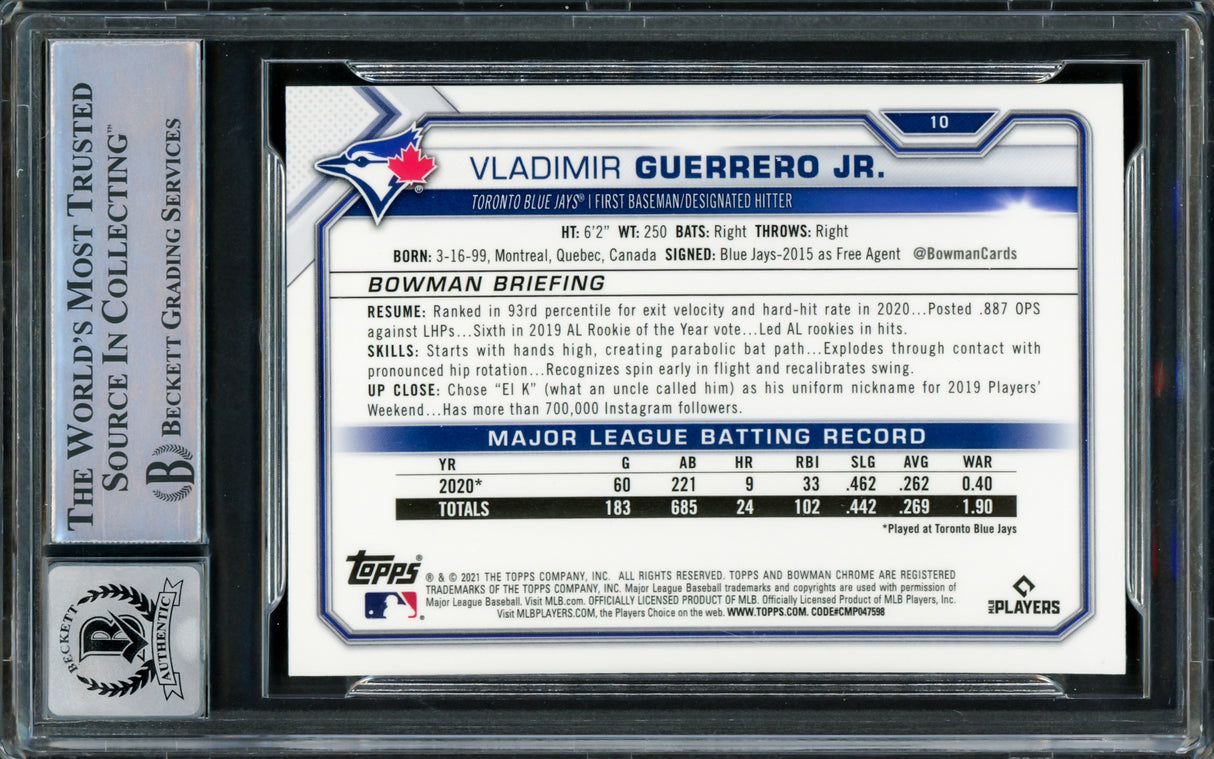 THE WORLD'S MOST TRUSTED
SOURCE IN COLLECTING™
BECKETT GRADING SERVICES
B
BECKETT
B
AUTHENTIC
10
VLADIMIR GUERRERO JR.
TORONTO BLUE JAYS® | FIRST BASEMAN/DESIGNATED HITTER
HT: 6'2" WT: 250 BATS: Right THROWS: Right
BORN: 3-16-99, Montreal, Quebec, Canada SIGNED: Blue Jays-2015 as Free Agent @BowmanCards
BOWMAN BRIEFING
RESUME: Ranked in 93rd percentile for exit velocity and hard-hit rate in 2020...Posted .887 OPS
against LHPs...Sixth in 2019 AL Rookie of the Year vote...Led AL rookies in hits.
SKILLS: Starts with hands high, creating parabolic bat path...Explodes through contact with
pronounced hip rotation...Recognizes spin early in flight and recalibrates swing.
UP CLOSE: Chose "El K" (what an uncle called him) as his uniform nickname for 2019 Players'
Weekend...Has more than 700,000 Instagram followers.
MAJOR LEAGUE BATTING RECORD
YR G AB HR RBI SLG AVG WAR
2020* 60 221 9 33 .462 .262 0.40
TOTALS 183 685 24 102 .442 .269 1.90
*Played at Toronto Blue Jays
Topps®
® & © 2021 THE TOPPS COMPANY, INC. ALL RIGHTS RESERVED. TOPPS AND BOWMAN CHROME ARE REGISTERED
TRADEMARKS OF THE TOPPS COMPANY, INC. Major League Baseball trademarks and copyrights are used with permission of
Major League Baseball. Visit MLB.com. OFFICIALLY LICENSED PRODUCT OF MLB. Officially Licensed Product of MLB Players, Inc.
Visit MLBPLAYERS.COM, the Players Choice on the web. WWW.TOPPS.COM. CODE#CMP047598
MLB PLAYERS